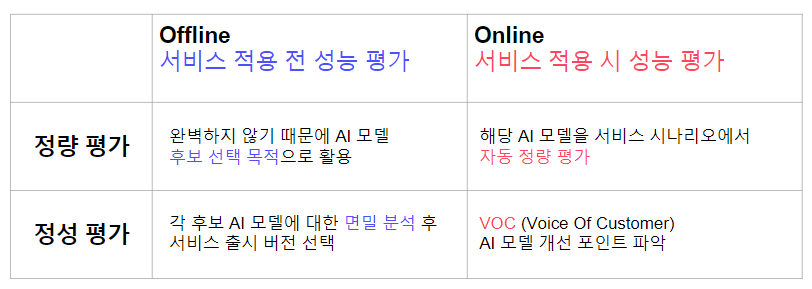 Offline
서비스 적용 전 성능 평가
Online
서비스 적용 시 성능 평가
정량 평가
완벽하지 않기 때문에 AI 모델
후보 선택 목적으로 활용
해당 AI 모델을 서비스 시나리오에서
자동 정량 평가
정성 평가
각 후보 AI 모델에 대한 면밀 분석 후
서비스 출시 버전 선택
VOC (Voice Of Customer)
AI 모델 개선 포인트 파악